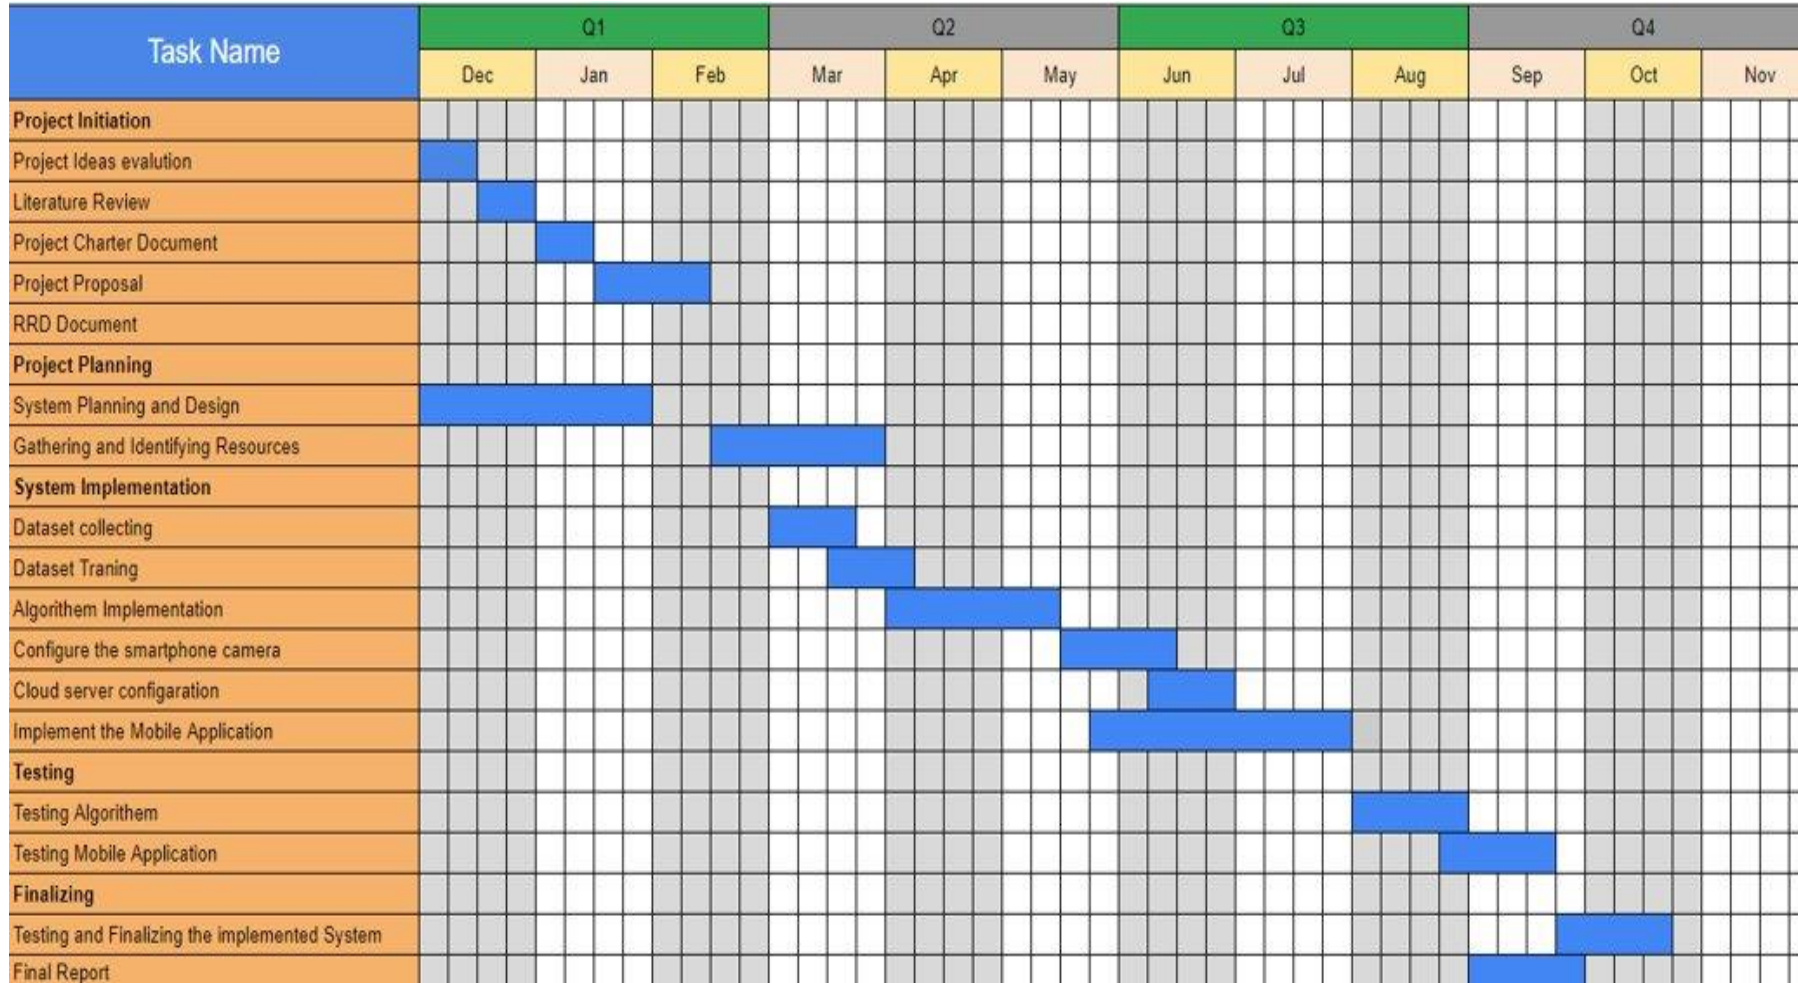 Task Name
Q1 Q2 Q3 Q4
Dec Jan Feb Mar Apr May Jun Jul Aug Sep Oct Nov
Project Initiation
Project Ideas evalution
Literature Review
Project Charter Document
Project Proposal
RRD Document
Project Planning
System Planning and Design
Gathering and Identifying Resources
System Implementation
Dataset collecting
Dataset Traning
Algorithem Implementation
Configure the smartphone camera
Cloud server configaration
Implement the Mobile Application
Testing
Testing Algorithem
Testing Mobile Application
Finalizing
Testing and Finalizing the implemented System
Final Report